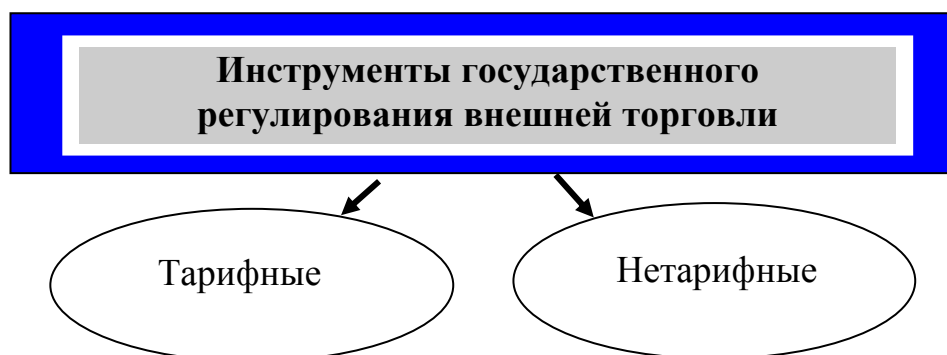 Инструменты государственного
регулирования внешней торговли
Тарифные
Нетарифные